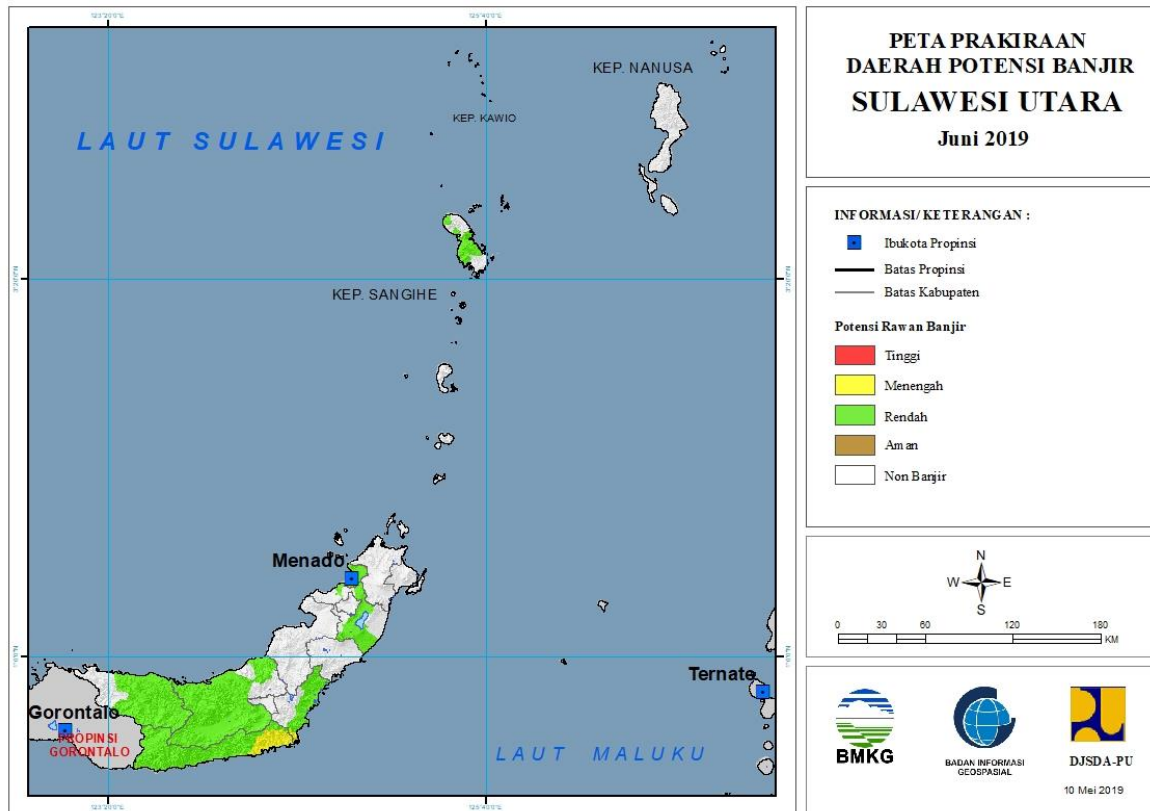 PETA PRAKIRAAN
DAERAH POTENSI BANJIR
SULAWESI UTARA
Juni 2019
INFORMASI/ KETERANGAN :
Ibukota Propinsi
Batas Propinsi
Batas Kabupaten
Potensi Rawan Banjir
Tinggi
Menengah
Rendah
Aman
Non Banjir
N
W E
S
0 30 60 120 180
KM
BMKG
BADAN INFORMASI
GEOSPASIAL
DJSDA-PU
10 Mei 2019
KEP. NANUSA
KEP. KAWIO
LAUT SULAWESI
KEP. SANGIHE
Menado
Ternate
Gorontalo
PROPINSI
GORONTALO
LAUT MALUKU